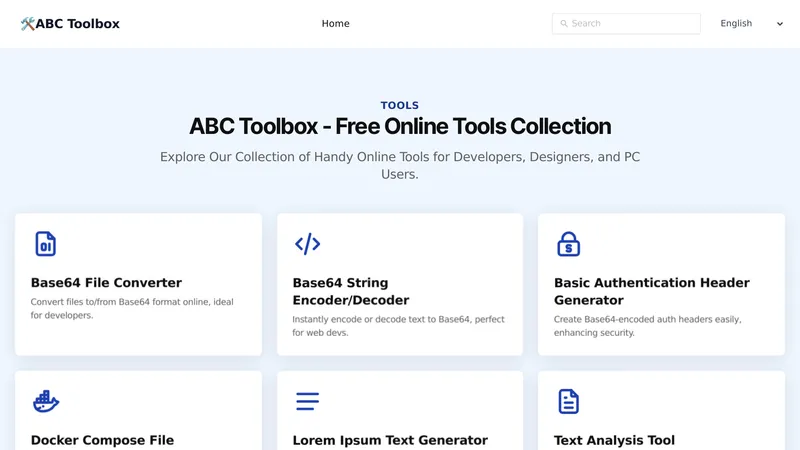 ABC Toolbox
Home
Search
English
TOOLS
ABC Toolbox - Free Online Tools Collection
Explore Our Collection of Handy Online Tools for Developers, Designers, and PC
Users.
Base64 File Converter
Convert files to/from Base64 format online, ideal
for developers.
Base64 String
Encoder/Decoder
Instantly encode or decode text to Base64, perfect
for web devs.
Basic Authentication Header
Generator
Create Base64-encoded auth headers easily,
enhancing security.
Docker Compose File
Lorem Ipsum Text Generator
Text Analysis Tool